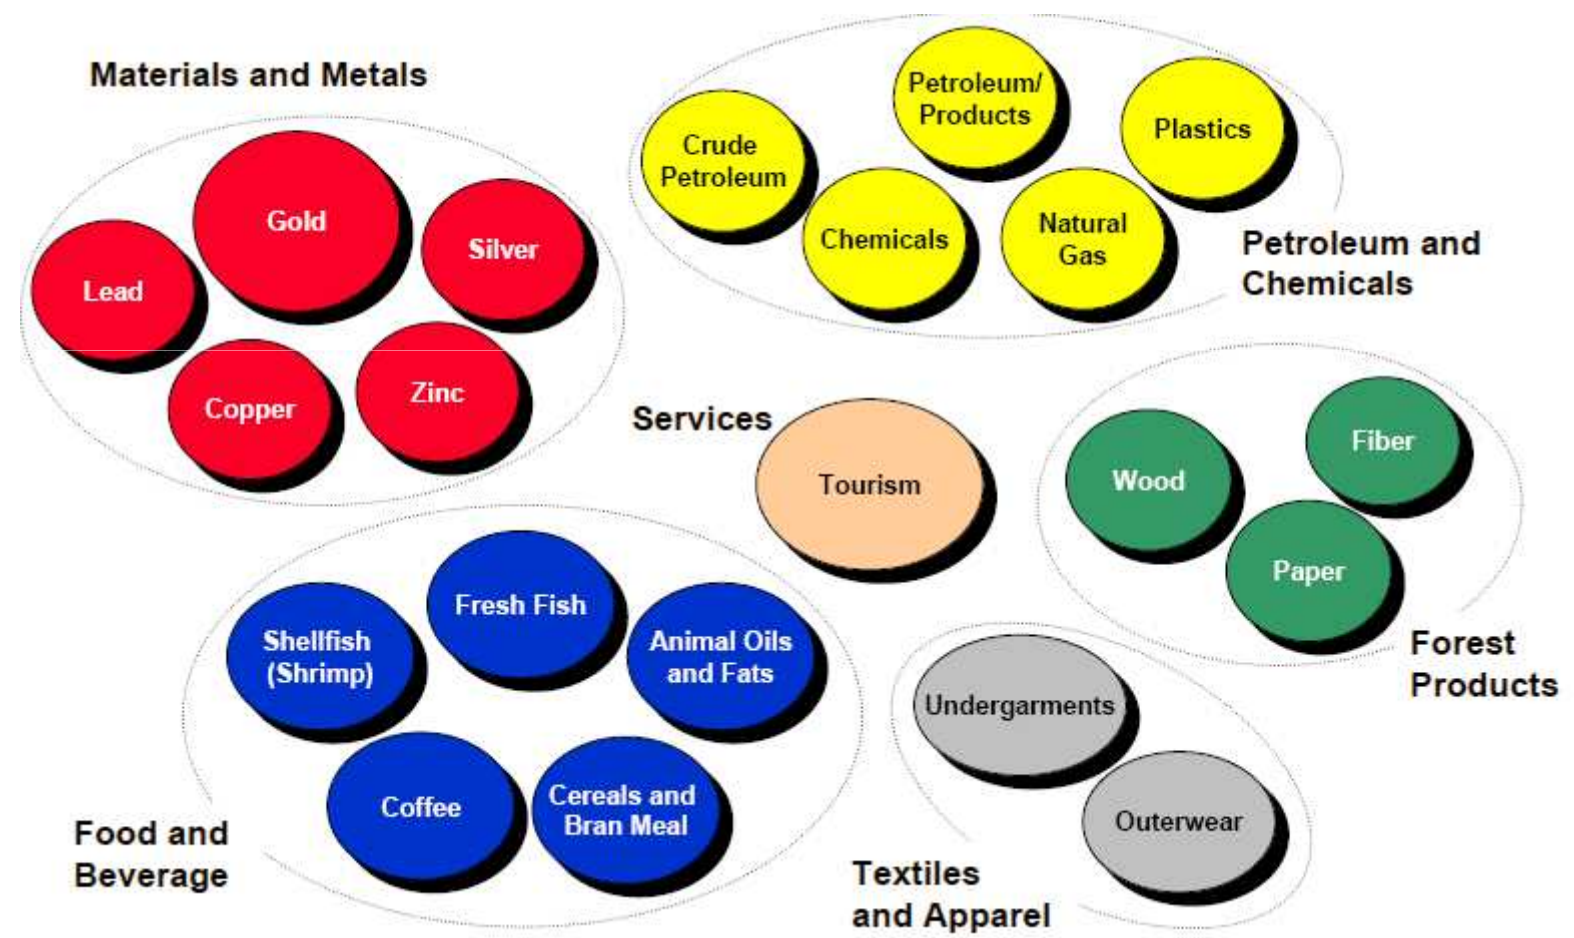 Materials and Metals
Gold
Silver
Lead
Copper
Zinc
Petroleum/
Products
Plastics
Crude
Petroleum
Chemicals
Natural
Gas
Petroleum and
Chemicals
Services
Tourism
Fiber
Wood
Paper
Forest
Products
Fresh Fish
Shellfish
(Shrimp)
Animal Oils
and Fats
Coffee
Cereals and
Bran Meal
Food and
Beverage
Undergarments
Outerwear
Textiles
and Apparel